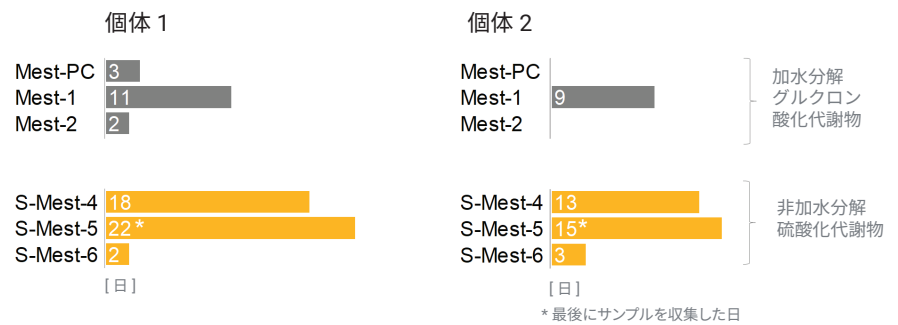 個体 1
Mest-PC 3
Mest-1 11
Mest-2 2
S-Mest-4 18
S-Mest-5 22*
S-Mest-6 2
[日]
個体 2
Mest-PC
Mest-1 9
Mest-2
S-Mest-4 13
S-Mest-5 15*
S-Mest-6 3
[日]
* 最後にサンプルを収集した日
加水分解
グルクロン
酸化代謝物
非加水分解
硫酸化代謝物